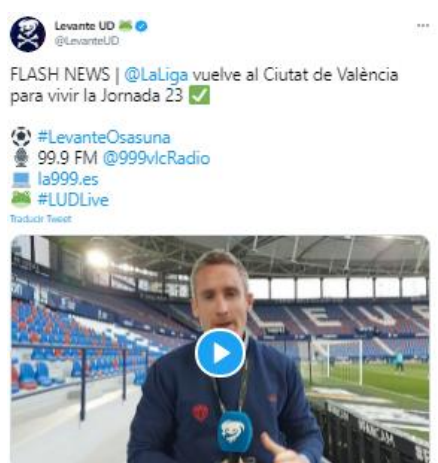 Levante UD 🐸
@LevanteUD
FLASH NEWS | @LaLiga vuelve al Ciutat de València
para vivir la Jornada 23 ✅
⚽ #LevanteOsasuna
🎙️ 99.9 FM @999vlcRadio
💻 la999.es
🐸 #LUDLive
Traducir Tweet
LEV